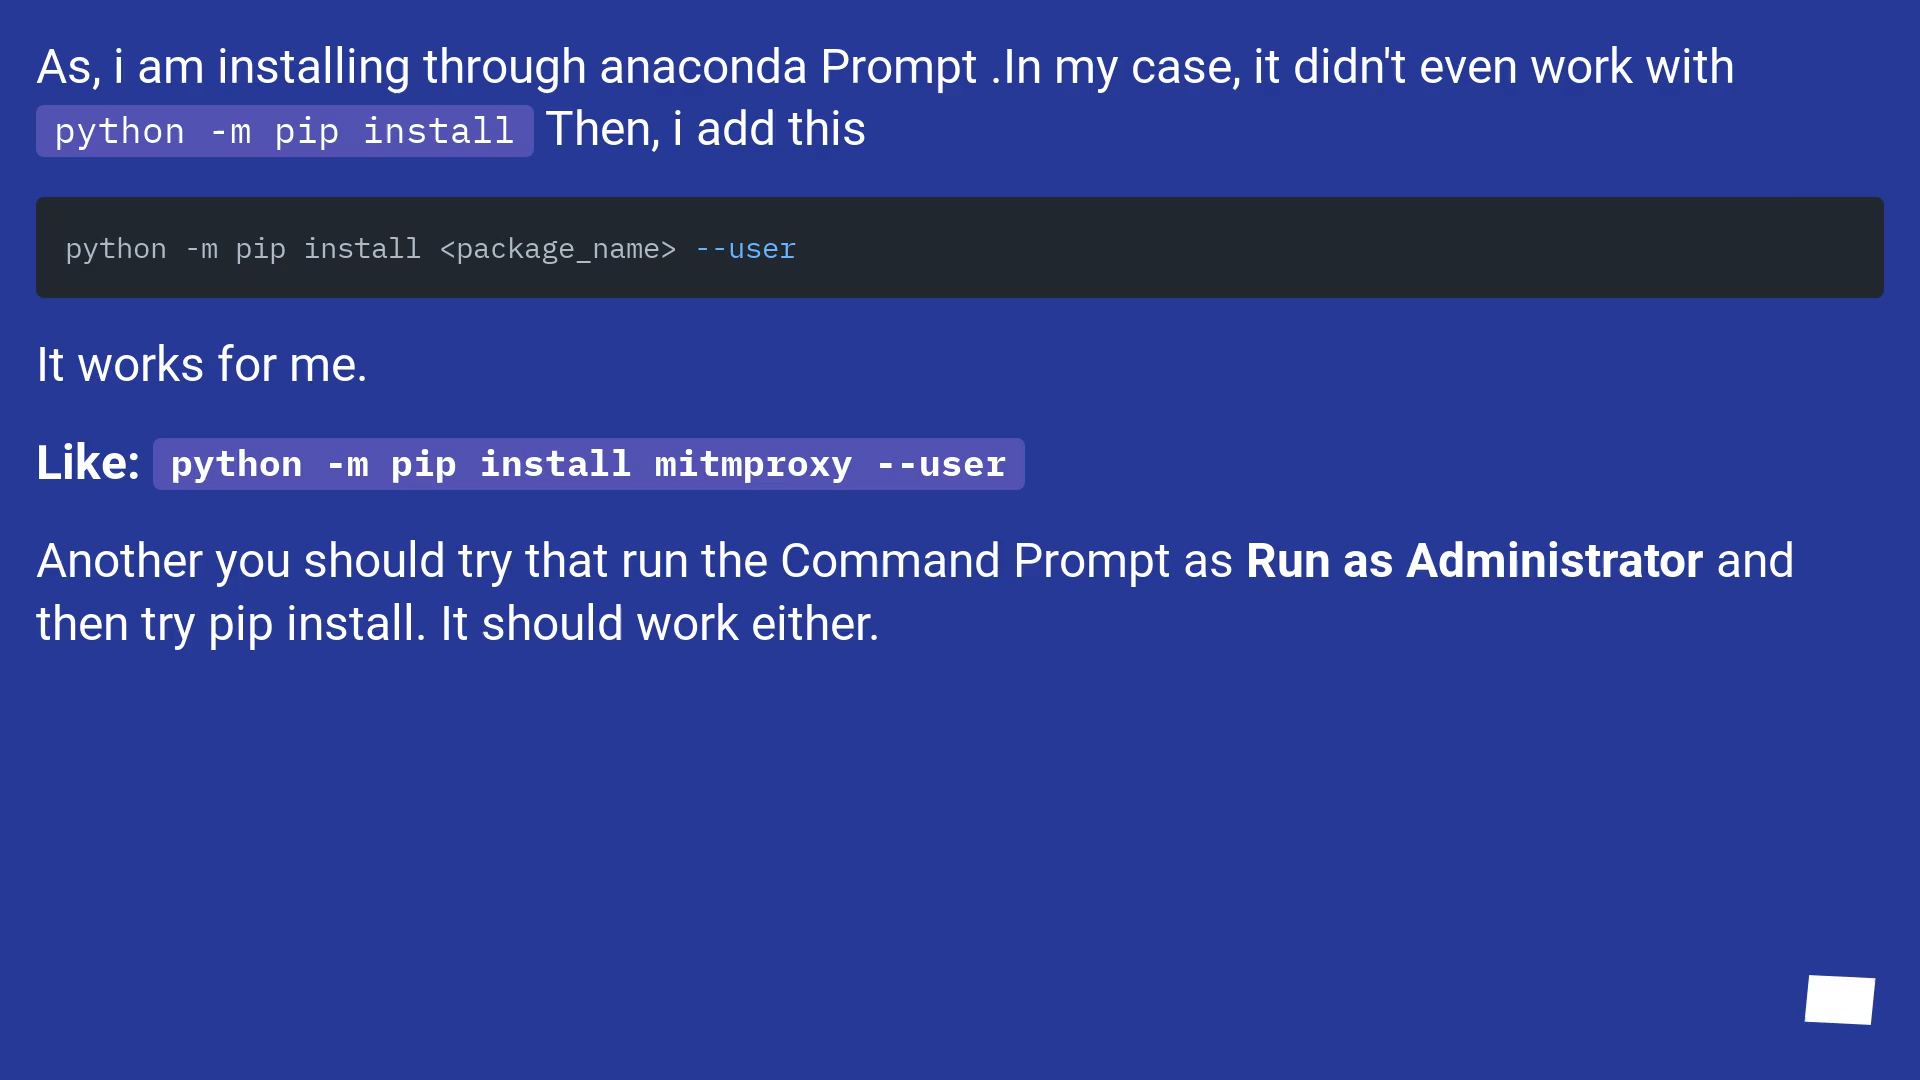 As, i am installing through anaconda Prompt .In my case, it didn't even work with
python -m pip install Then, i add this
python -m pip install <package_name> --user
It works for me.
Like: python -m pip install mitmproxy --user
Another you should try that run the Command Prompt as Run as Administrator and
then try pip install. It should work either.